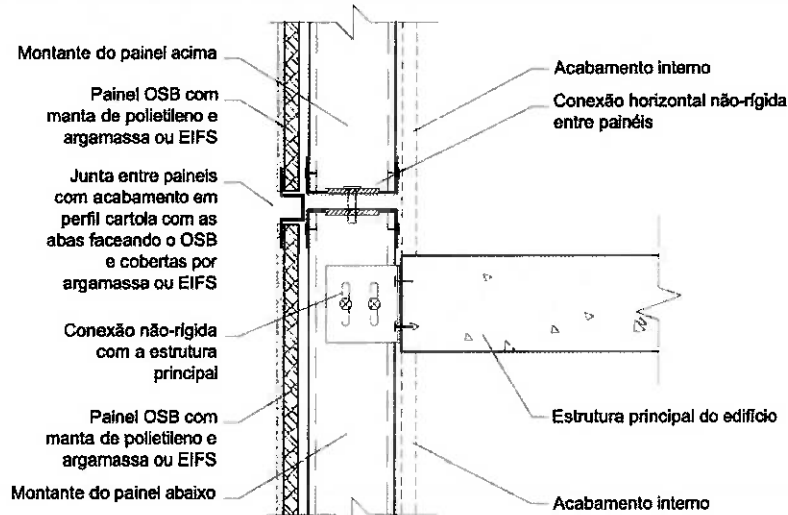 Montante do painel acima
Painel OSB com
manta de polietileno e
argamassa ou EIFS
Junta entre paineis
com acabamento em
perfil cartola com as
abas faceando o OSB
e cobertas por
argamassa ou EIFS
Conexão não-rígida
com a estrutura
principal
Painel OSB com
manta de polietileno e
argamassa ou EIFS
Montante do painel abaixo
Acabamento interno
Conexão horizontal não-rígida
entre painéis
Estrutura principal do edifício
Acabamento interno